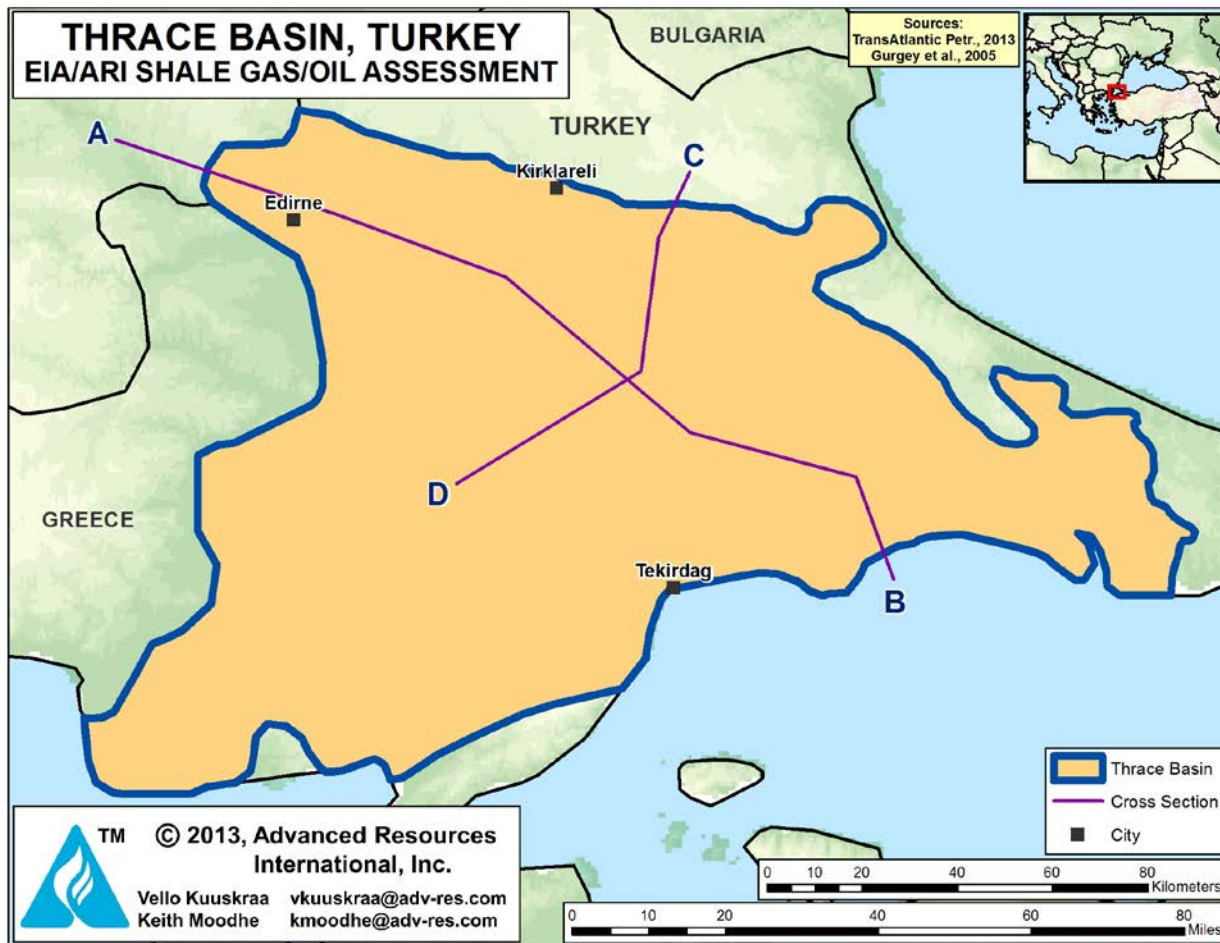 THRACE BASIN, TURKEY
EIA/ARI SHALE GAS/OIL ASSESSMENT
BULGARIA
Sources:
TransAtlantic Petr., 2013
Gurgey et al., 2005
A
TURKEY
C
Kirklareli
Edirne
D
GREECE
Tekirdag
B
Thrace Basin
Cross Section
City
TM
© 2013, Advanced Resources
International, Inc.
Vello Kuuskraa vkuuskraa@adv-res.com
Keith Moodhe kmoodhe@adv-res.com
0 10 20 40 60 80
Kilometers
0 10 20 40 60 80
Miles